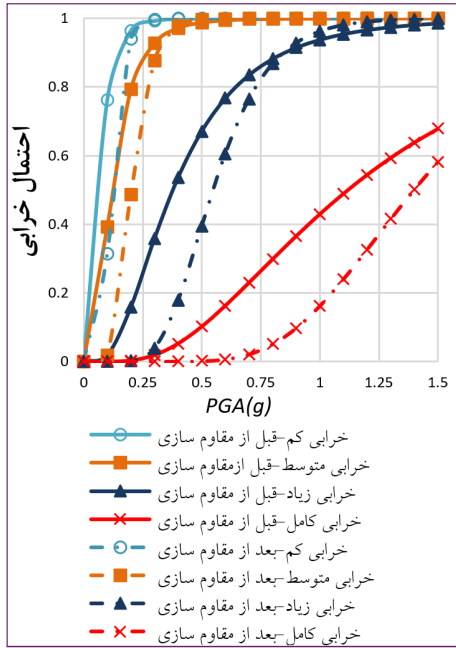 احتمال خرابی
1
0.8
0.6
0.4
0.2
0
0 0.25 0.5 0.75 1 1.25 1.5
PGA(g)
خرابی کم-قبل از مقاوم سازی
خرابی متوسط-قبل ازمقاوم سازی
خرابی زیاد-قبل از مقاوم سازی
خرابی کامل-قبل از مقاوم سازی
خرابی کم-بعد از مقاوم سازی
خرابی متوسط-بعد از مقاوم سازی
خرابی زیاد-بعد از مقاوم سازی
خرابی کامل-بعد از مقاوم سازی